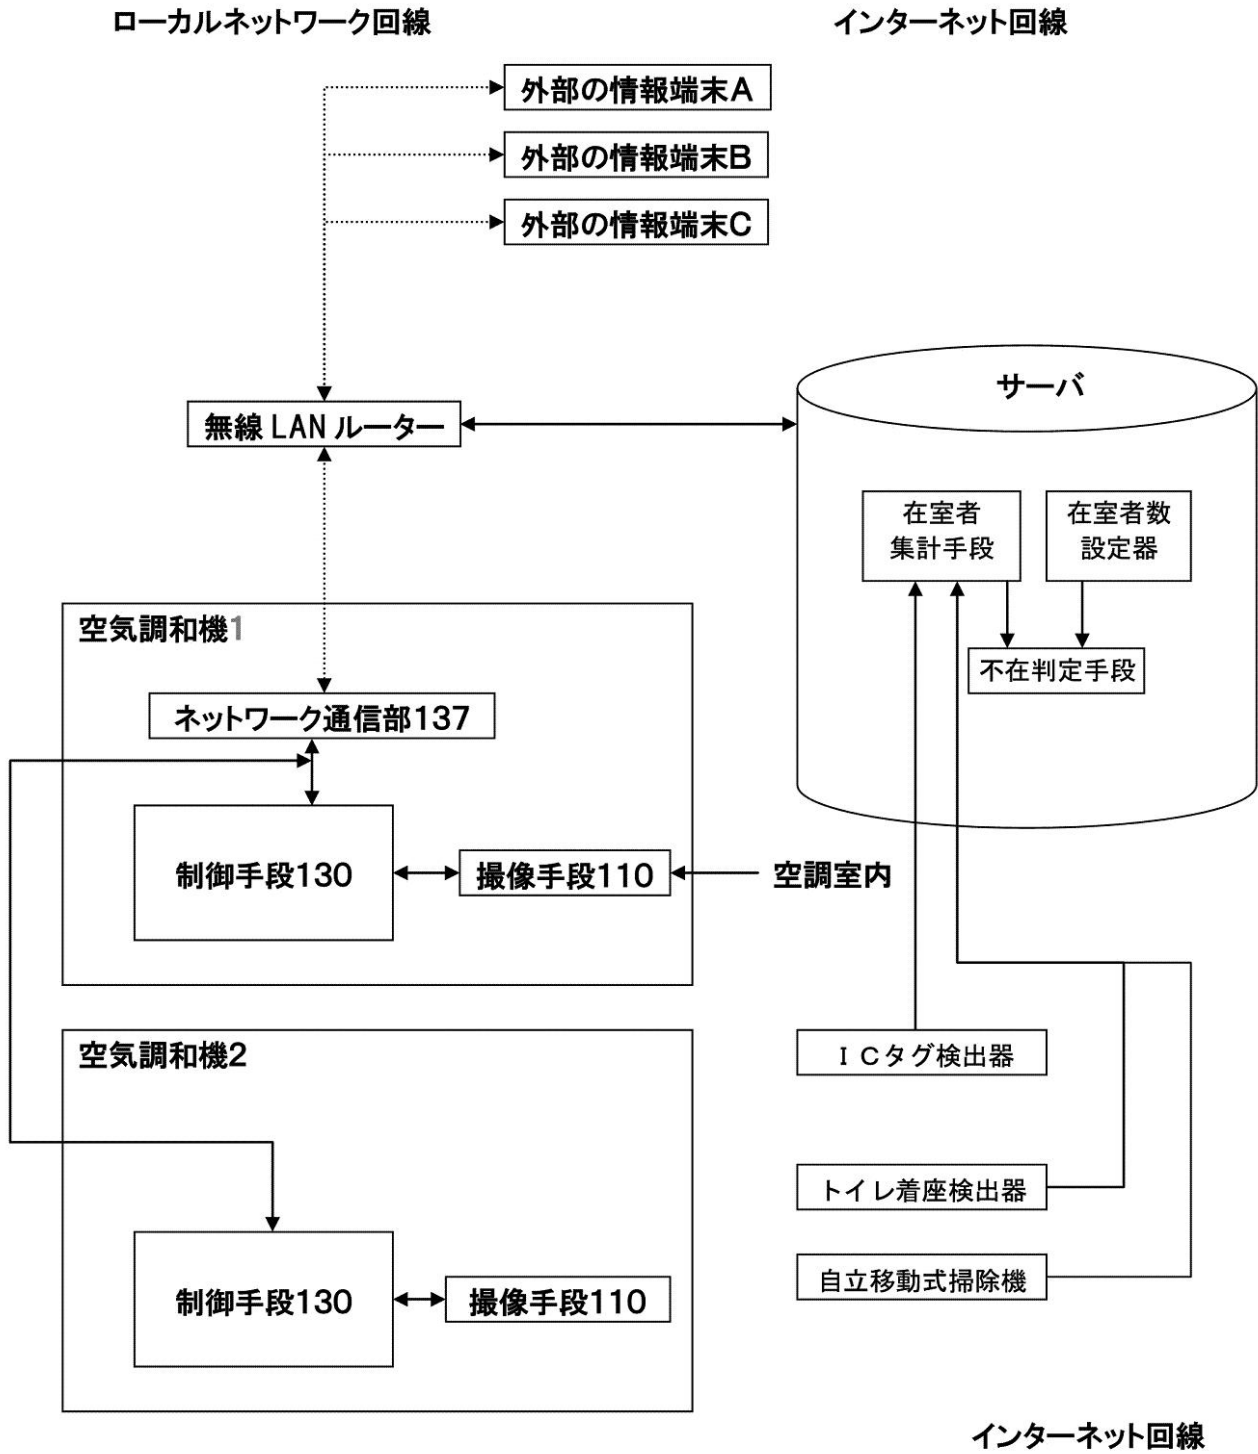 ローカルネットワーク回線
インターネット回線
外部の情報端末A
外部の情報端末B
外部の情報端末C
無線LANルーター
サーバ
在室者
集計手段
在室者数
設定器
不在判定手段
空気調和機1
ネットワーク通信部137
制御手段130
撮像手段110
空調室内
空気調和機2
制御手段130
撮像手段110
ICタグ検出器
トイレ着座検出器
自立移動式掃除機
インターネット回線